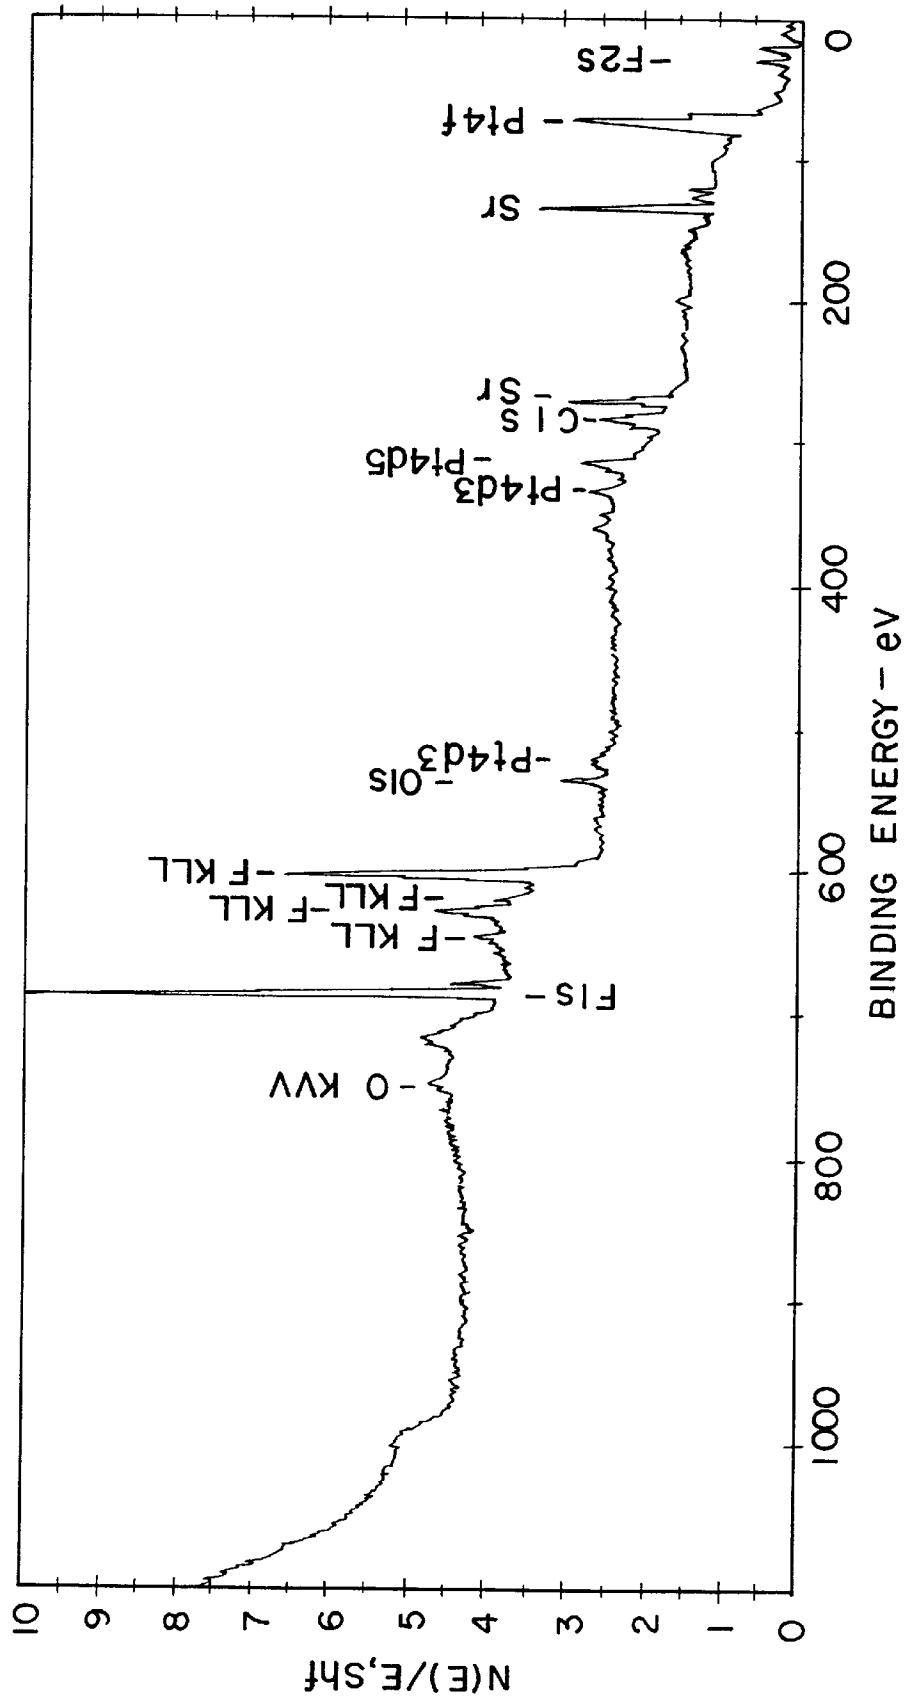 N(E)/E,Shf
10
9
8
7
6
5
4
3
2
1
0
1000
800
600
400
200
0
BINDING ENERGY — eV
O KVV
F1s
F KLL
F KLL
F KLL
F KLL
O1s
Pt4d3
Pt4d3
Pt4d5
C1S
Sr
Sr
Pt4f
F2S